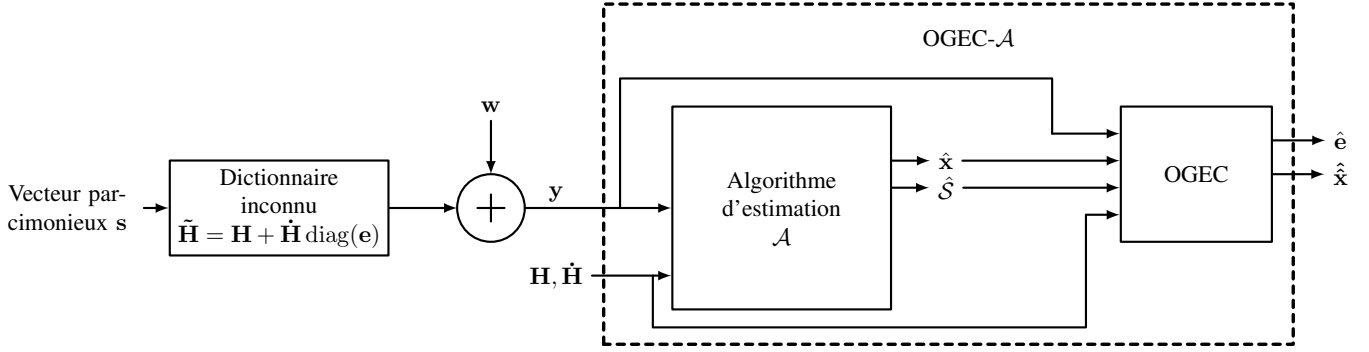 OGEC-𝒜
w
Vecteur par-
cimonieux s
Dictionnaire
inconnu
H̃ = H + Ḣ diag(e)
+
y
H, Ḣ
Algorithme
d'estimation
𝒜
x̂
Ŝ
OGEC
ê
x̂̂